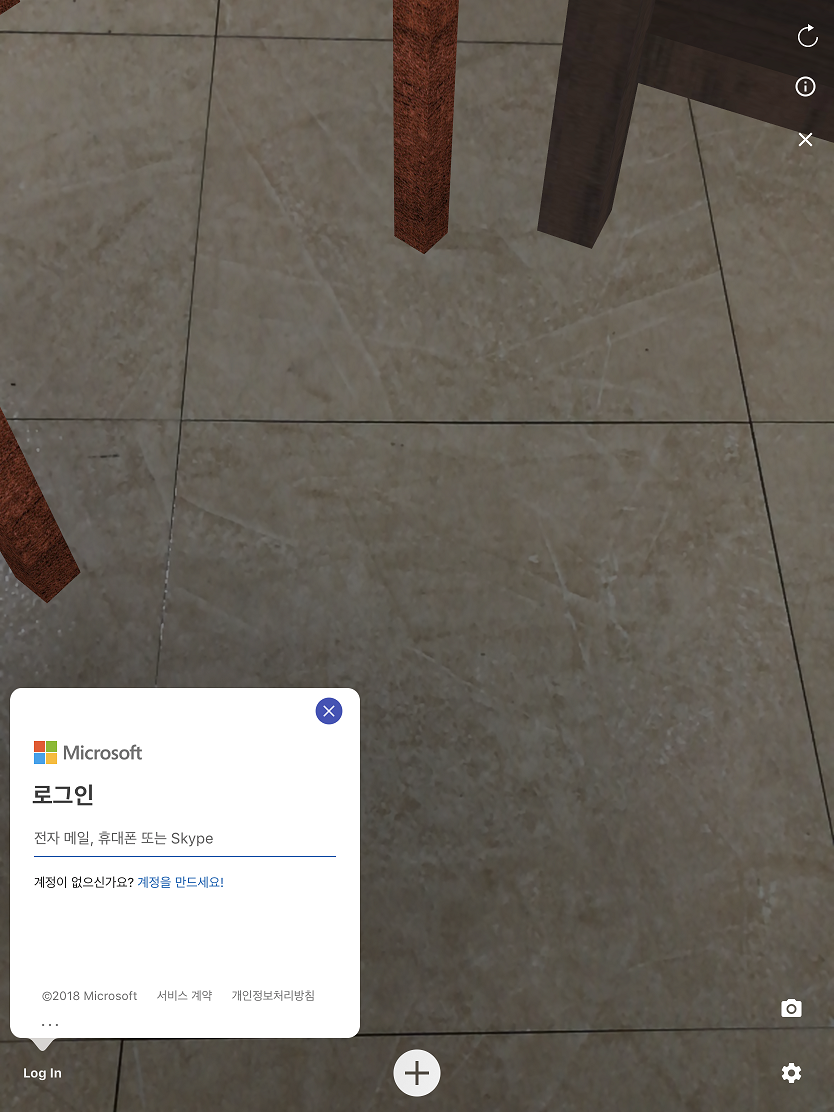 Microsoft
로그인
전자 메일, 휴대폰 또는 Skype
계정이 없으신가요? 계정을 만드세요!
©2018 Microsoft 서비스 계약 개인정보처리방침
...
Log In